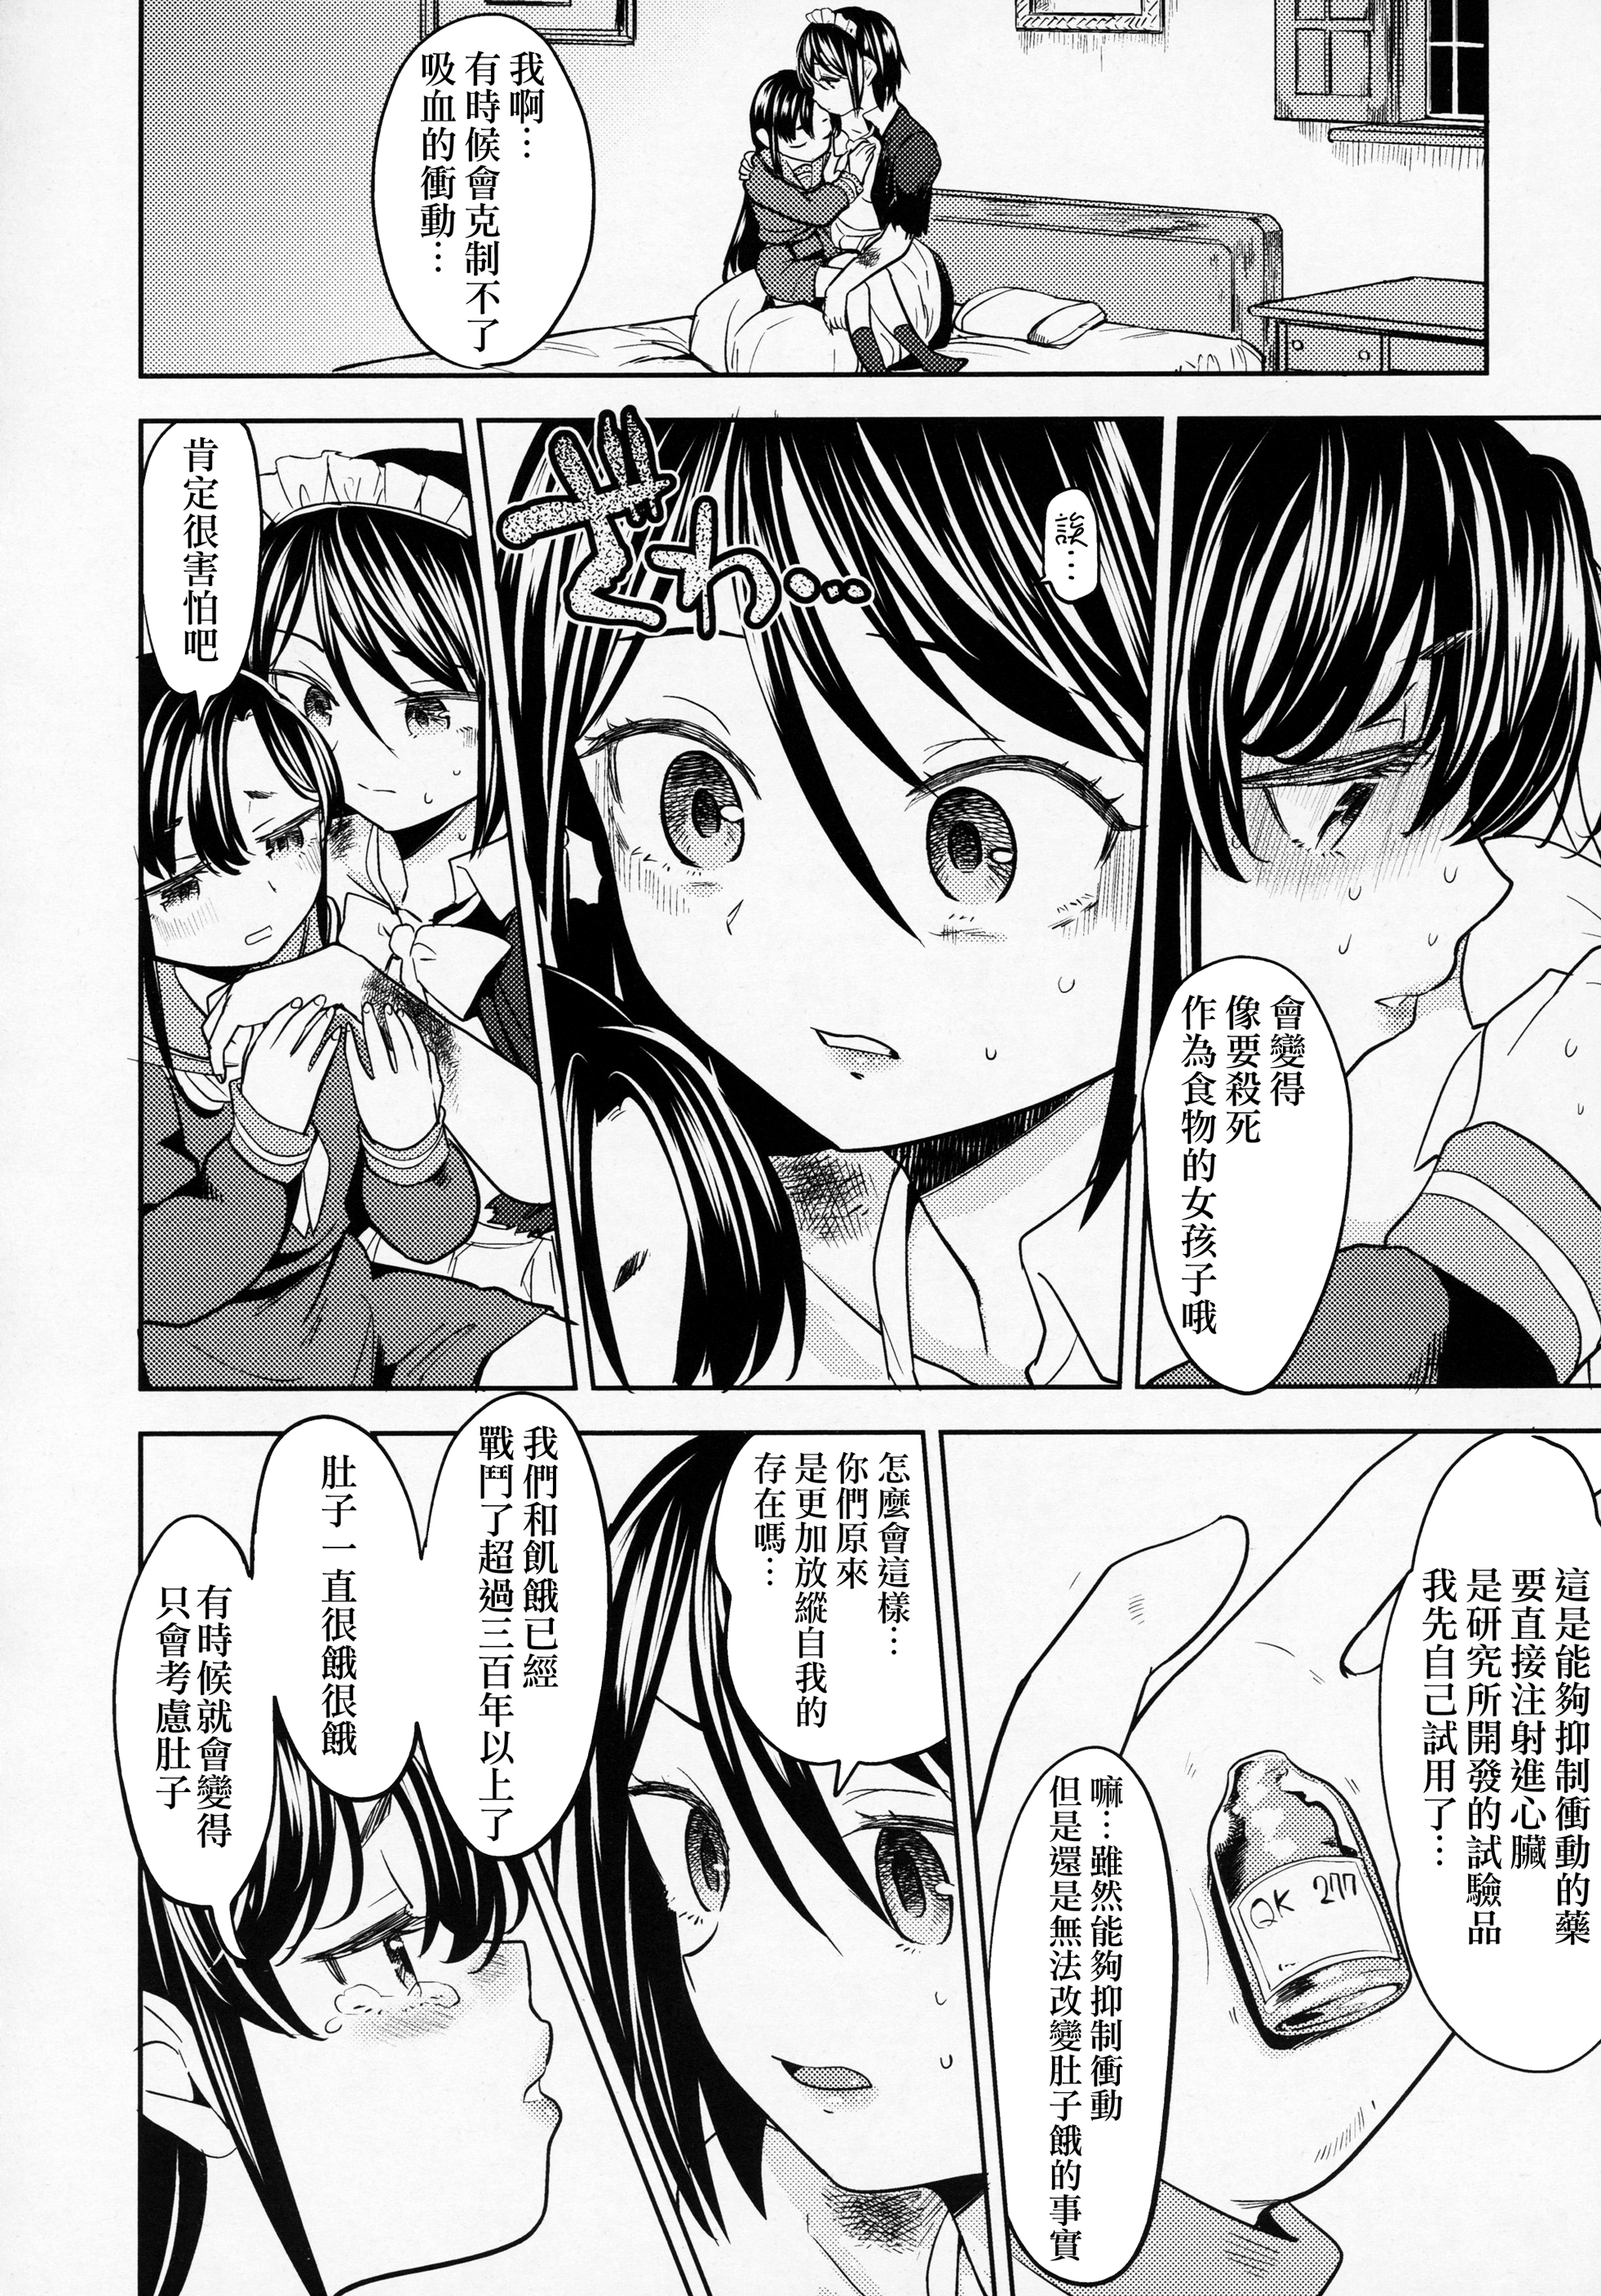 我啊…
有時候會克制不了
吸血的衝動…
會變得
像要殺死
作為食物的女孩子哦
誒…
ざわ…
肯定很害怕吧
這是能夠抑制衝動的藥
要直接注射進心臟
是研究所開發的試驗品
我先自己試用了…
QK 277
嘛…雖然能夠抑制衝動
但是還是無法改變肚子餓的事實
怎麼會這樣…
你們原來
是更加放縱自我的
存在嗎…
我們和飢餓已經
戰鬥了超過三百年以上了
肚子一直很餓很餓
有時候就會變得
只會考慮肚子